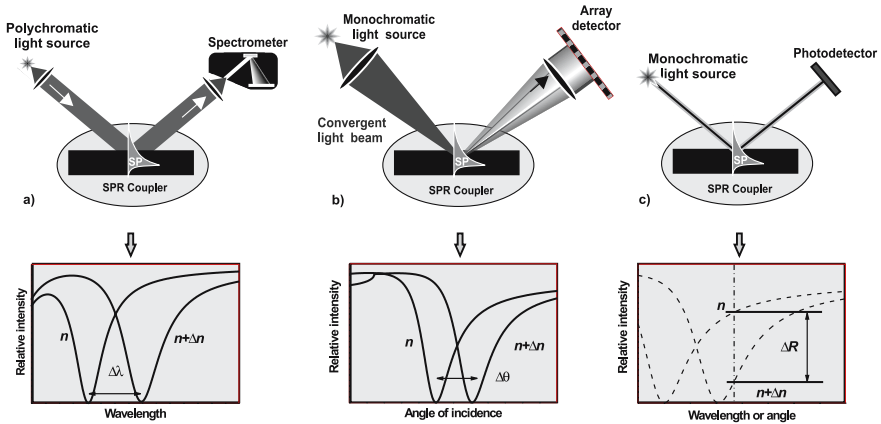 Polychromatic
light source
Spectrometer
SP
SPR Coupler
a)
Monochromatic
light source
Array
detector
Convergent
light beam
SP
SPR Coupler
b)
Monochromatic
light source
Photodetector
SP
SPR Coupler
c)
Relative intensity
n
n+Δn
Δλ
Wavelength
Relative intensity
n
n+Δn
Δθ
Angle of incidence
Relative intensity
n
ΔR
n+Δn
Wavelength or angle